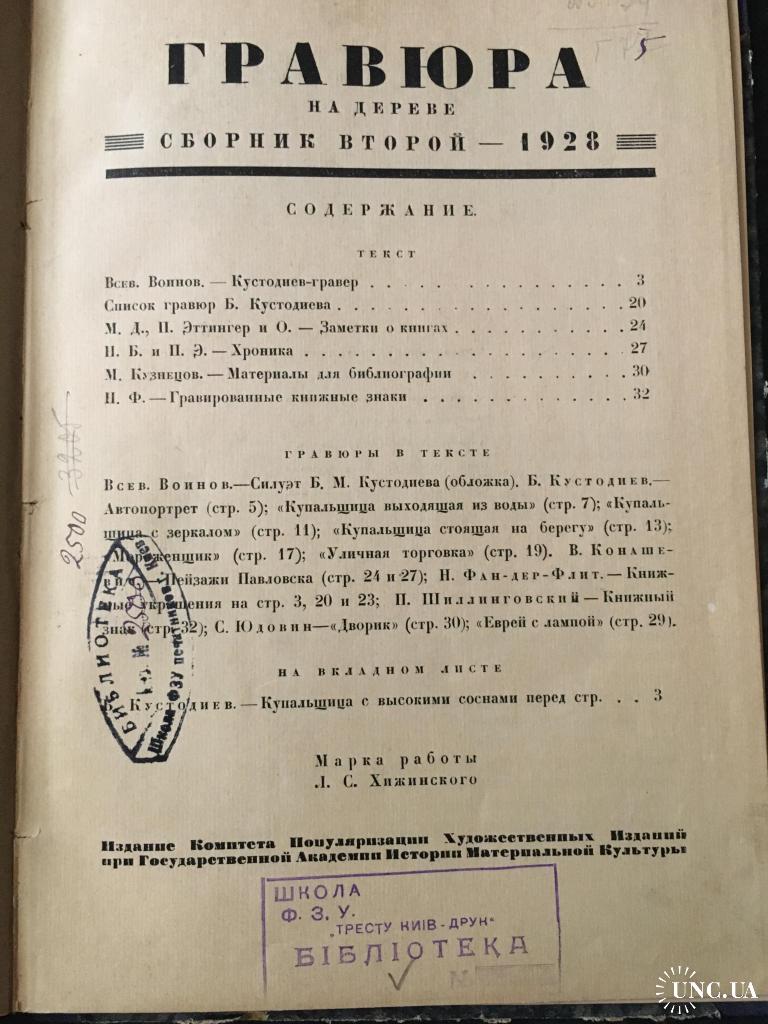 ГРАВЮРА
НА ДЕРЕВЕ
СБОРНИК ВТОРОЙ — 1928
СОДЕРЖАНИЕ.
ТЕКСТ
Всев. Воинов. — Кустодиев-гравер . . . . . . . . . . . . . 3
Список гравюр Б. Кустодиева . . . . . . . . . . . . . . . 20
М. Д., П. Эттингер и О. — Заметки о книгах . . . . . . . . . 24
Н. Б. и П. Э. — Хроника . . . . . . . . . . . . . . . . . 27
М. Кузнецов. — Материалы для библиографии . . . . . . . . 30
Н. Ф. — Гравированные книжные знаки . . . . . . . . . . . 32
ГРАВЮРЫ В ТЕКСТЕ
Всев. Воинов.—Силуэт Б. М. Кустодиева (обложка). Б. Кустодиев.—
Автопортрет (стр. 5); «Купальщица выходящая из воды» (стр. 7); «Купаль-
щица с зеркалом» (стр. 11); «Купальщица стоящая на берегу» (стр. 13);
«Мороженщик» (стр. 17); «Уличная торговка» (стр. 19). В. Конаше-
вич.—Пейзажи Павловска (стр. 24 и 27); Н. Фан-дер-Флит.—Книж-
ные украшения на стр. 3, 20 и 23; П. Шиллинговский—Книжный
знак (стр. 32); С. Юдовин—«Дворик» (стр. 30); «Еврей с лампой» (стр. 29).
НА ВКЛАДНОМ ЛИСТЕ
Б. Кустодиев.—Купальщица с высокими соснами перед стр. . . 3
Марка работы
Л. С. Хижинского
Издание Комитета Популяризации Художественных Изданий
при Государственной Академии Истории Материальной Культуры
БИБЛИОТЕКА
Школа ФЗУ печатников Киев
2500
ШКОЛА
Ф. З. У.
„ТРЕСТУ КИЇВ-ДРУК"
БІБЛІОТЕКА
№
UNC.UA